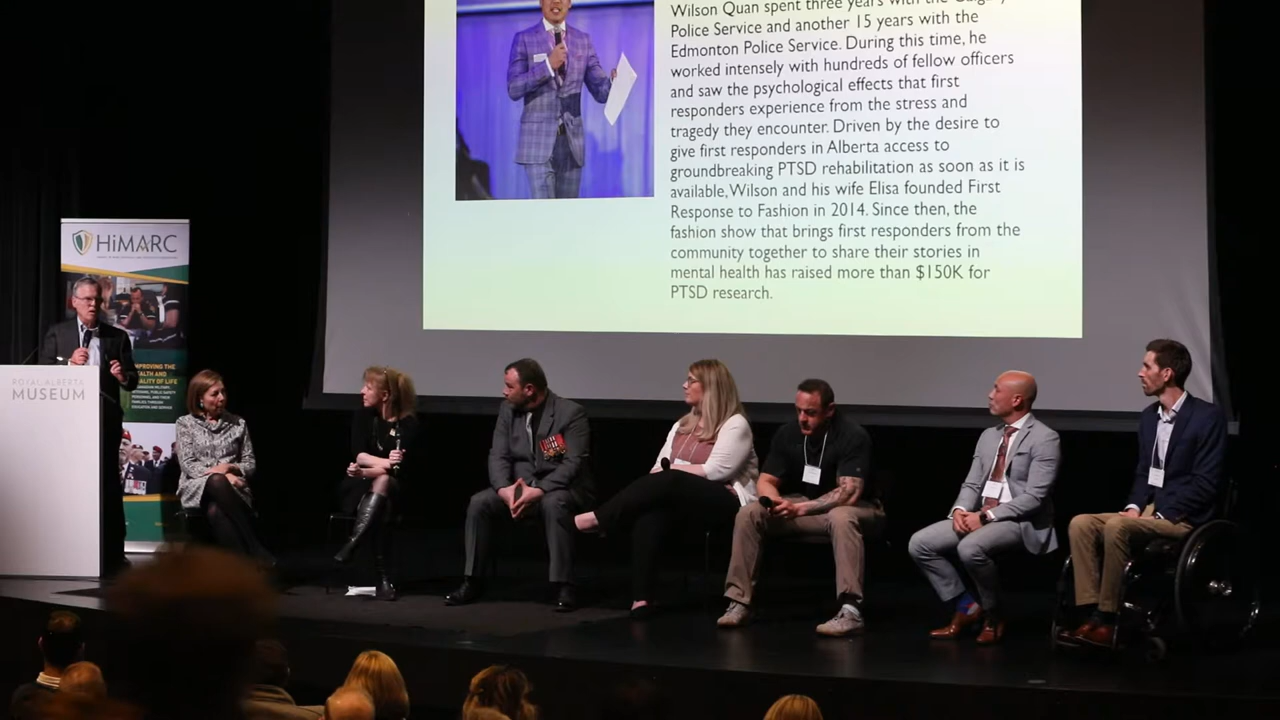 Wilson Quan spent three years with the Calgary
Police Service and another 15 years with the
Edmonton Police Service. During this time, he
worked intensely with hundreds of fellow officers
and saw the psychological effects that first
responders experience from the stress and
tragedy they encounter. Driven by the desire to
give first responders in Alberta access to
groundbreaking PTSD rehabilitation as soon as it is
available, Wilson and his wife Elisa founded First
Response to Fashion in 2014. Since then, the
fashion show that brings first responders from the
community together to share their stories in
mental health has raised more than $150K for
PTSD research.
HiMARC
IMPROVING THE
HEALTH AND
QUALITY OF LIFE
ROYAL ALBERTA
MUSEUM